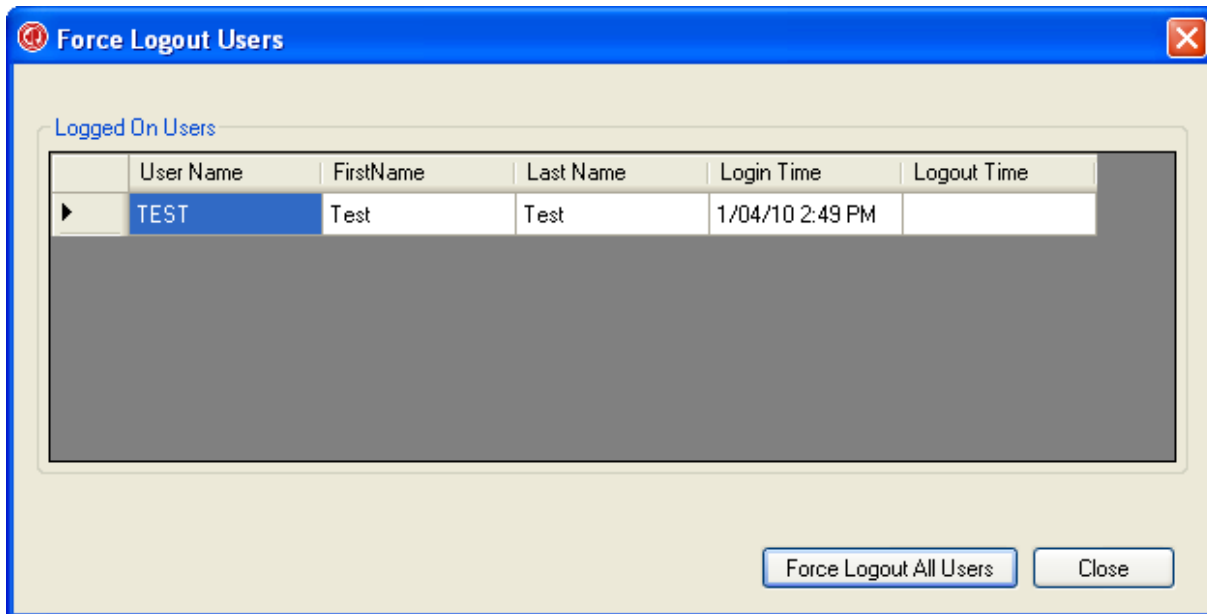 Force Logout Users
Logged On Users
User Name FirstName Last Name Login Time Logout Time
TEST Test Test 1/04/10 2:49 PM
Force Logout All Users Close